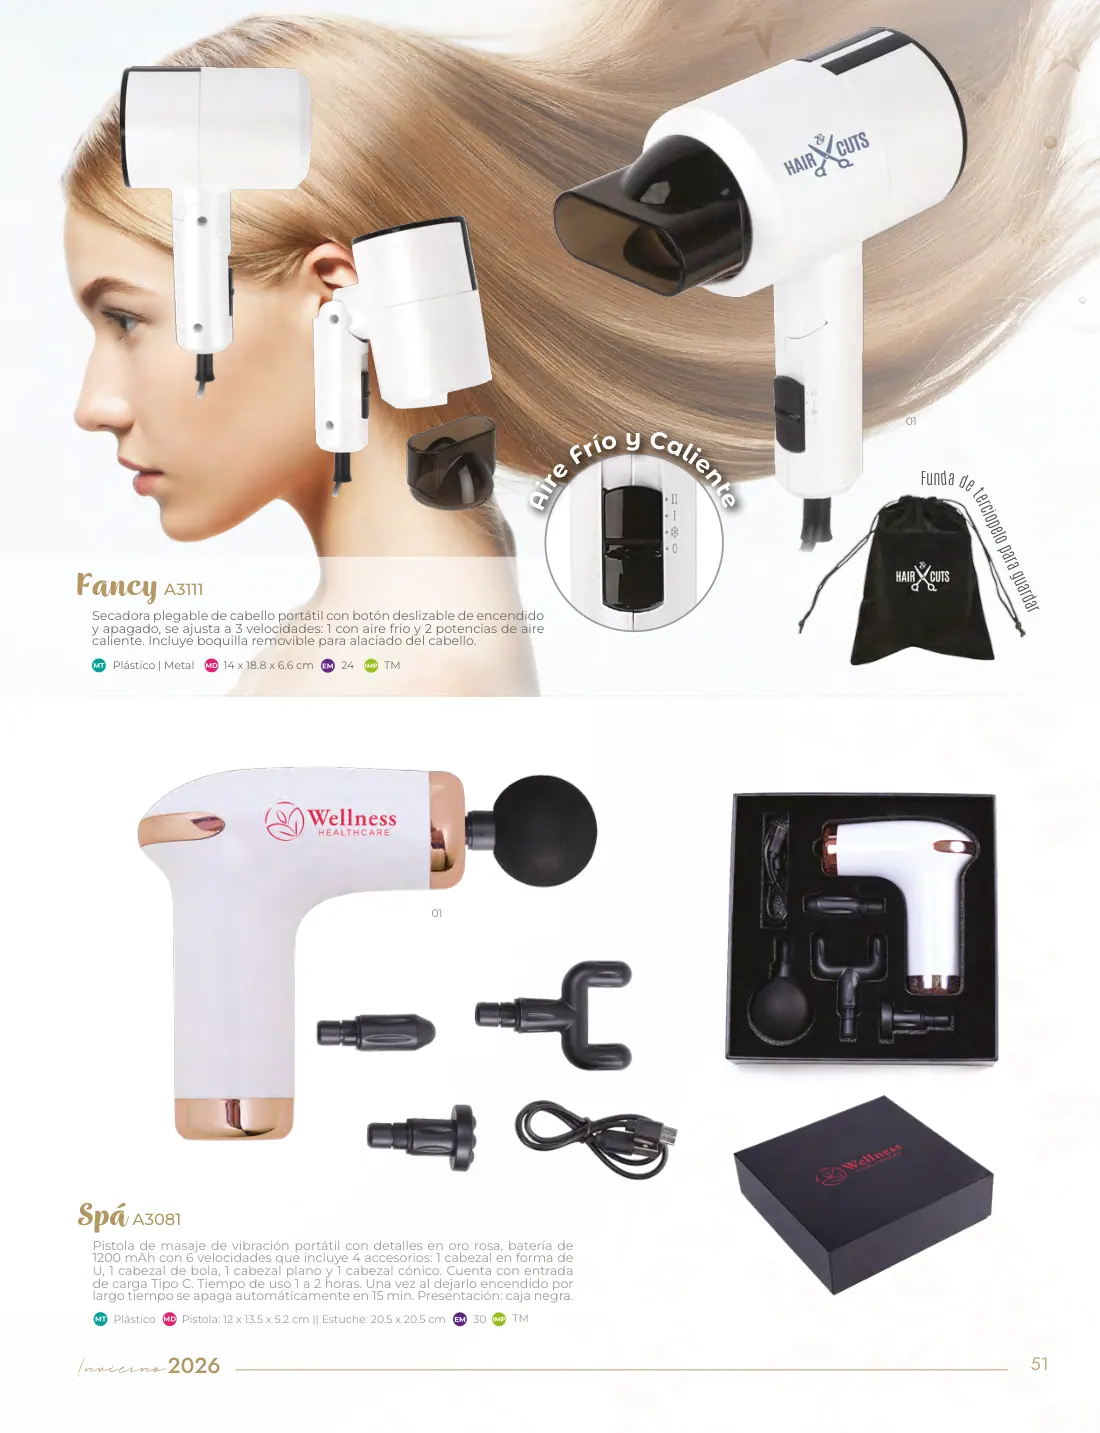 HAIR & CUTS
01
Aire Frío y Caliente
II
I
0
Funda de terciopelo para guardar
HAIR & CUTS
Fancy A3111
Secadora plegable de cabello portátil con botón deslizable de encendido
y apagado, se ajusta a 3 velocidades: 1 con aire frio y 2 potencias de aire
caliente. Incluye boquilla removible para alaciado del cabello.
MT Plástico | Metal MD 14 x 18.8 x 6.6 cm EM 24 IMP TM
Wellness
HEALTHCARE
01
Wellness
HEALTHCARE
Spá/ A3081
Pistola de masaje de vibración portátil con detalles en oro rosa, batería de
1200 mAh con 6 velocidades que incluye 4 accesorios: 1 cabezal en forma de
U, 1 cabezal de bola, 1 cabezal plano y 1 cabezal cónico. Cuenta con entrada
de carga Tipo C. Tiempo de uso 1 a 2 horas. Una vez al dejarlo encendido por
largo tiempo se apaga automáticamente en 15 min. Presentación: caja negra.
MT Plástico MD Pistola: 12 x 13.5 x 5.2 cm || Estuche: 20.5 x 20.5 cm EM 30 IMP TM
Invierno 2026
51